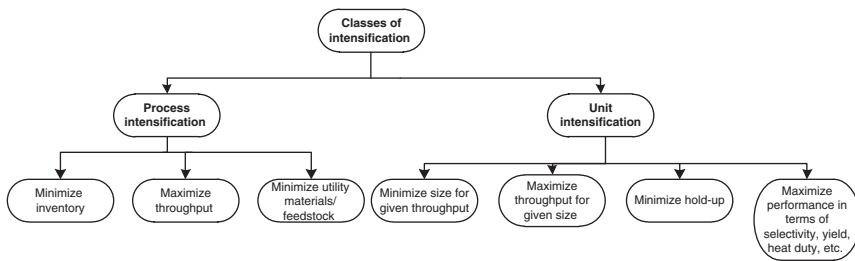 Classes of
intensification
Process
intensification
Unit
intensification
Minimize
inventory
Maximize
throughput
Minimize utility
materials/
feedstock
Minimize size for
given throughput
Maximize
throughput for
given size
Minimize hold-up
Maximize
performance in
terms of
selectivity, yield,
heat duty, etc.